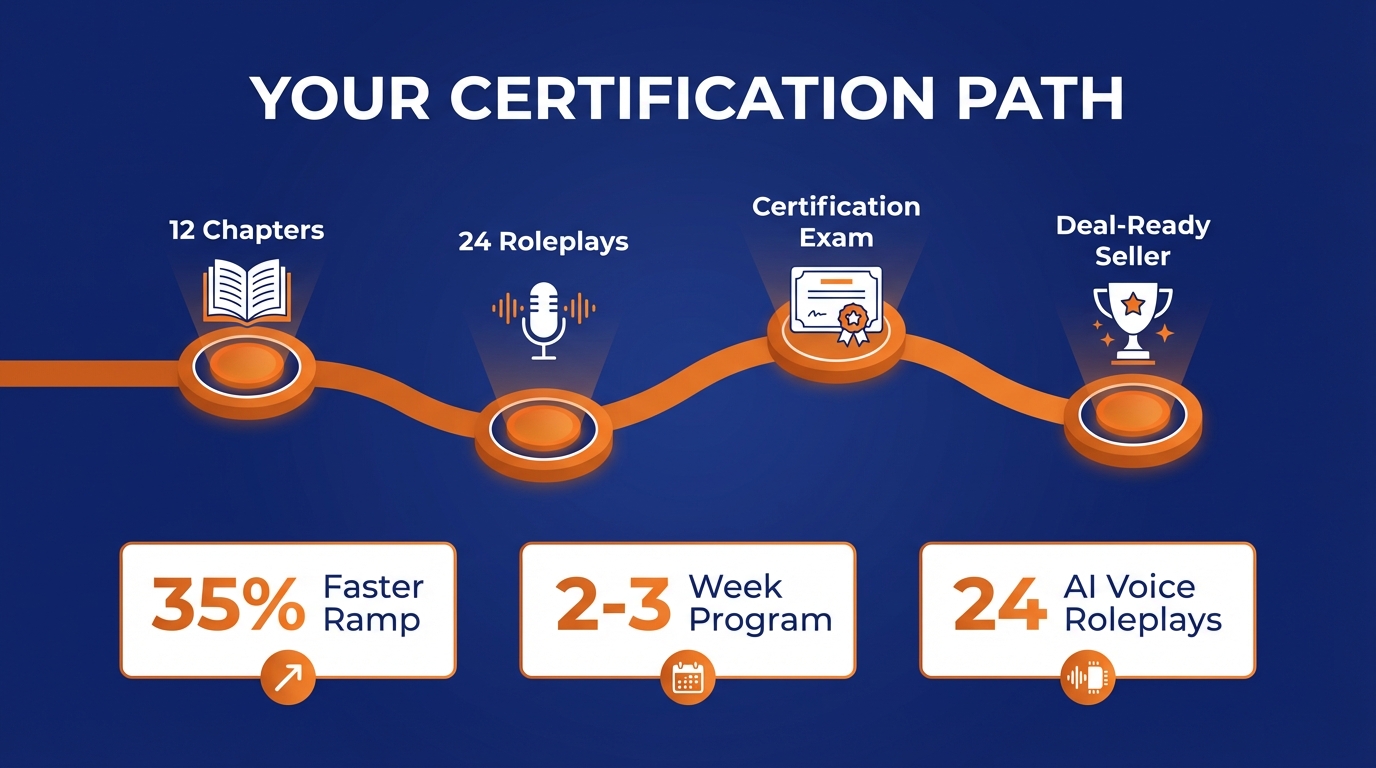 YOUR CERTIFICATION PATH
12 Chapters
24 Roleplays
Certification
Exam
Deal-Ready
Seller
35% Faster
Ramp
2-3 Week
Program
24 AI Voice
Roleplays